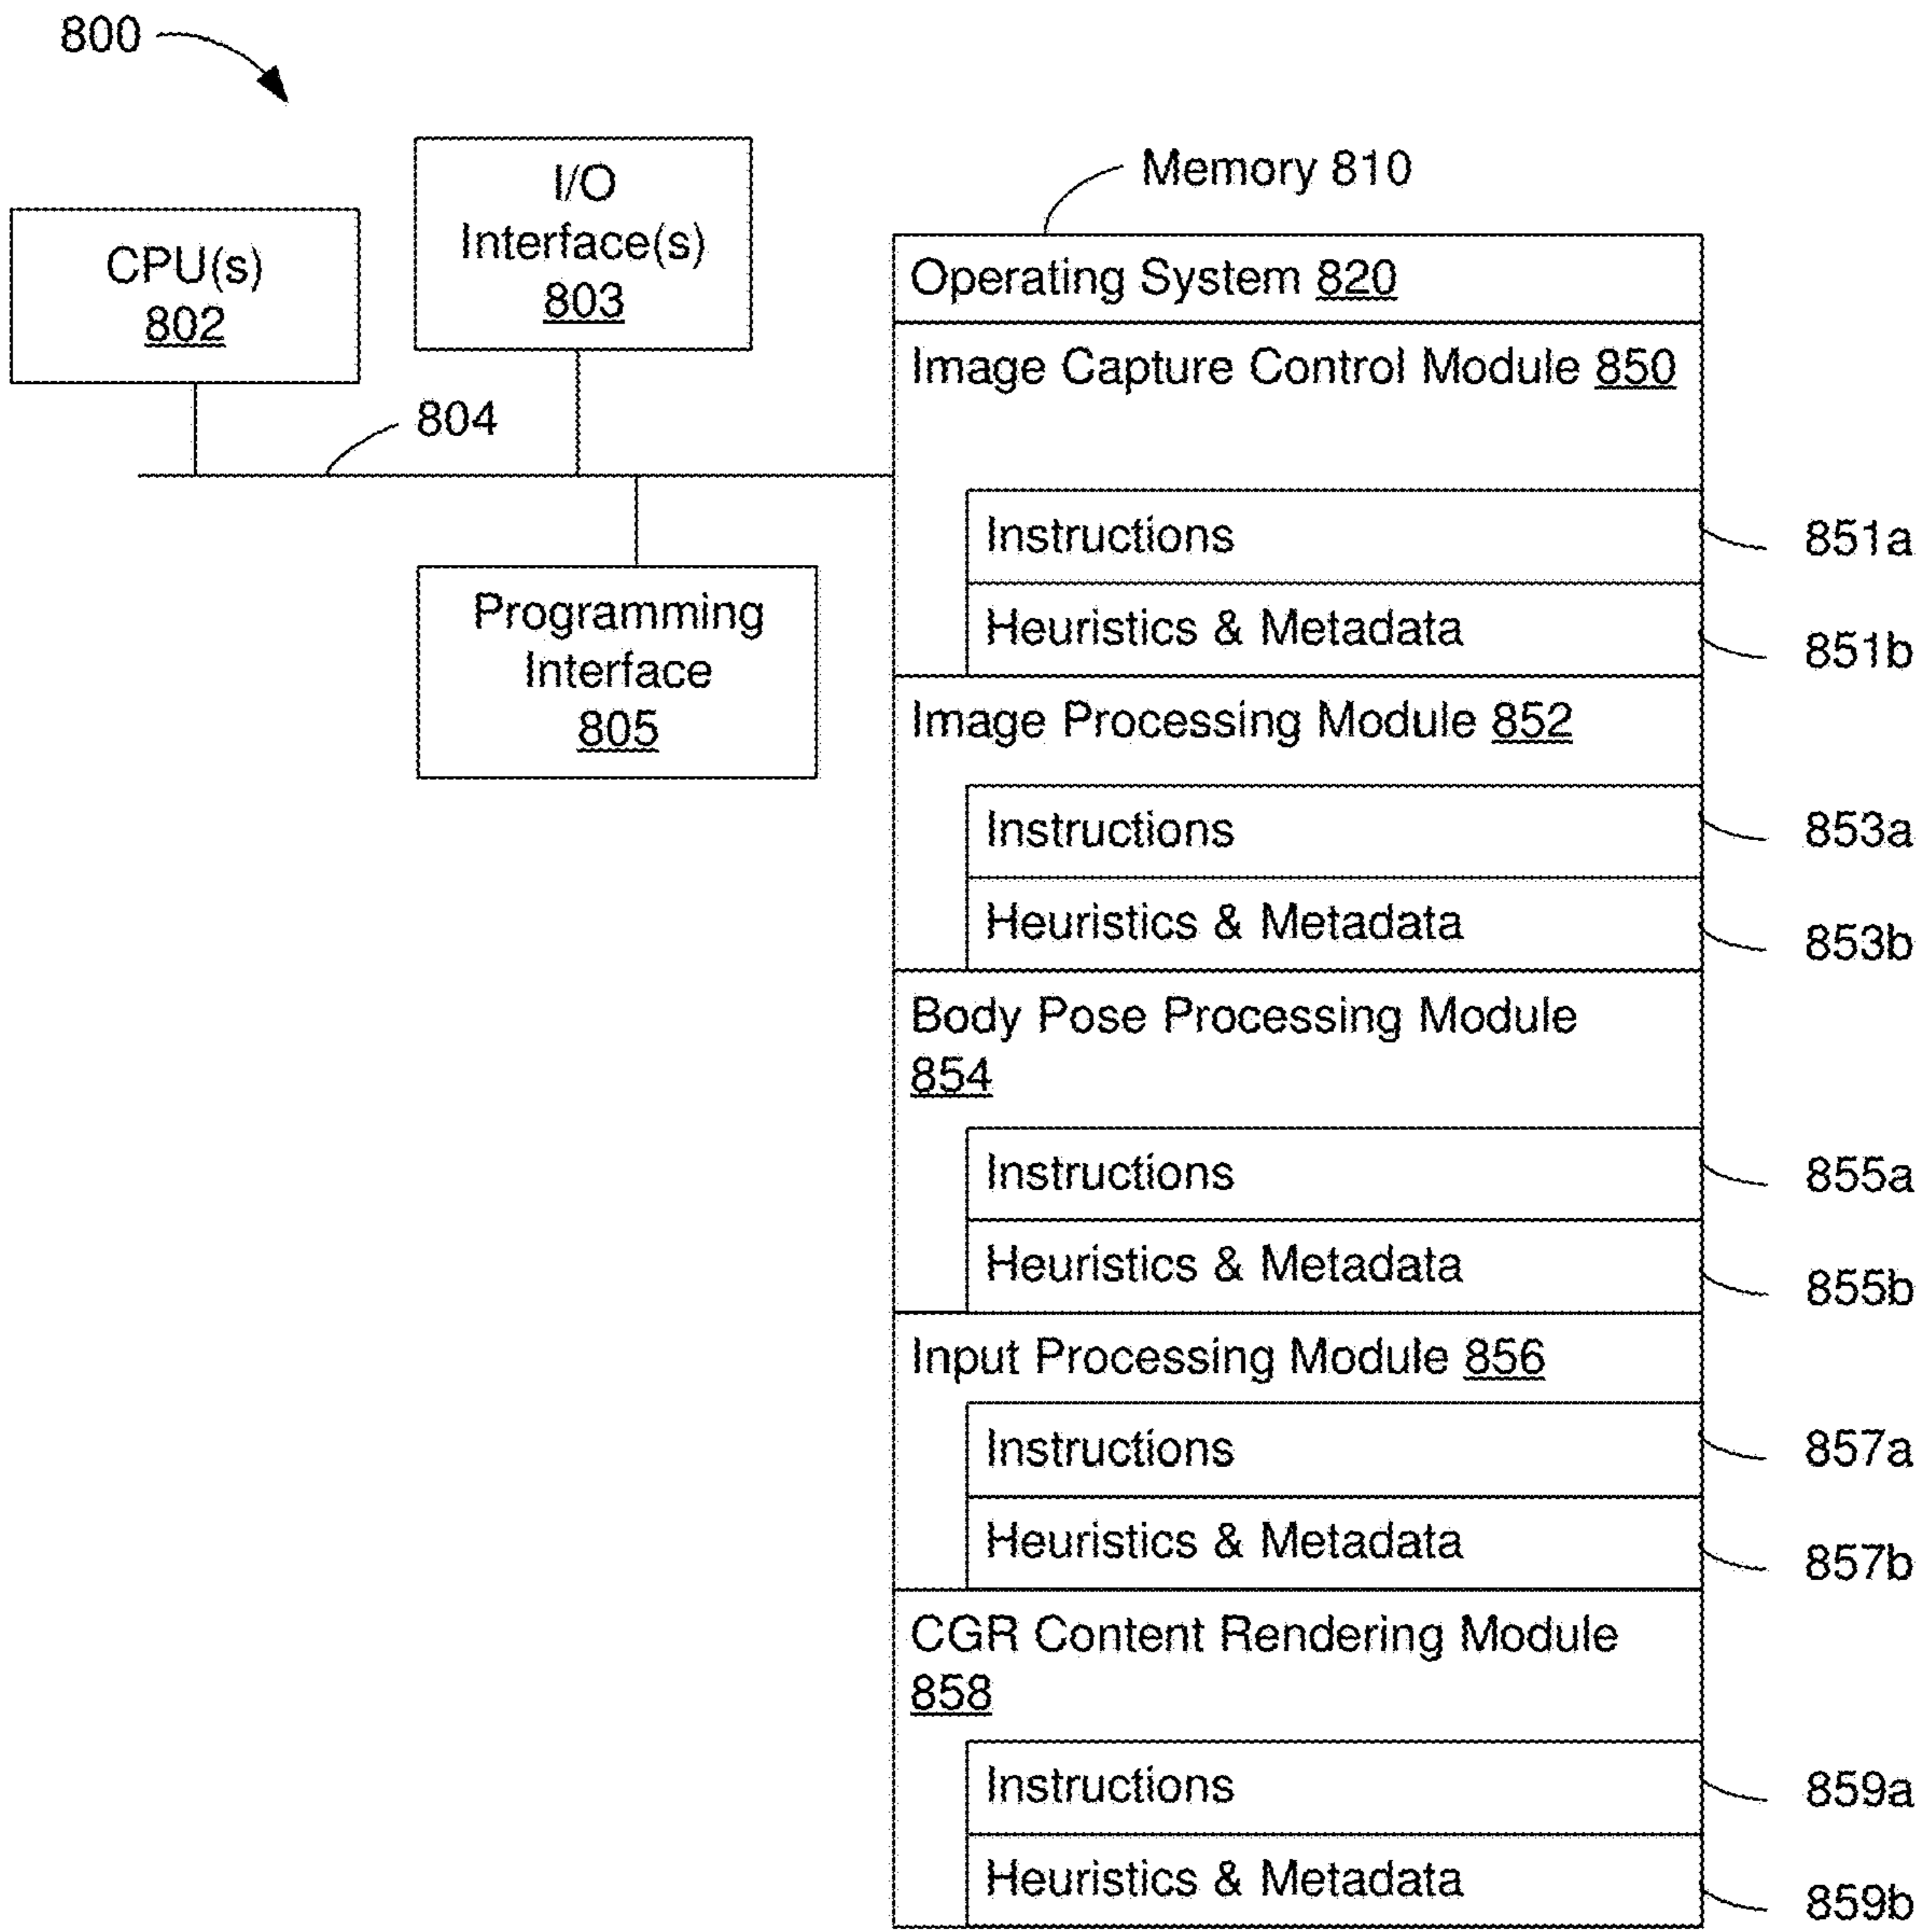 800
I/O
Interface(s)
803
CPU(s)
802
804
Programming
Interface
805
Memory 810
Operating System 820
Image Capture Control Module 850
Instructions
851a
Heuristics & Metadata
851b
Image Processing Module 852
Instructions
853a
Heuristics & Metadata
853b
Body Pose Processing Module
854
Instructions
855a
Heuristics & Metadata
855b
Input Processing Module 856
Instructions
857a
Heuristics & Metadata
857b
CGR Content Rendering Module
858
Instructions
859a
Heuristics & Metadata
859b